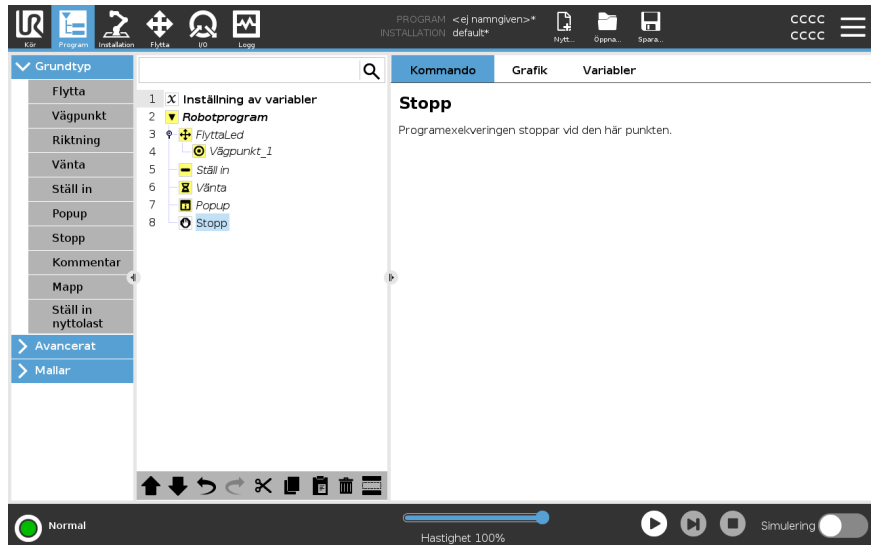 PROGRAM <ej namngiven>*
INSTALLATION default*
Kör
Program
Installation
Flytta
I/O
Logg
Nytt...
Öppna...
Spara...
cccc
cccc
Grundtyp
Flytta
Vägpunkt
Riktning
Vänta
Ställ in
Popup
Stopp
Kommentar
Mapp
Ställ in
nyttolast
Avancerat
Mallar
1 x Inställning av variabler
2 Robotprogram
3 FlyttaLed
4 Vägpunkt_1
5 Ställ in
6 Vänta
7 Popup
8 Stopp
Kommando
Grafik
Variabler
Stopp
Programexekveringen stoppar vid den här punkten.
Normal
Hastighet 100%
Simulering